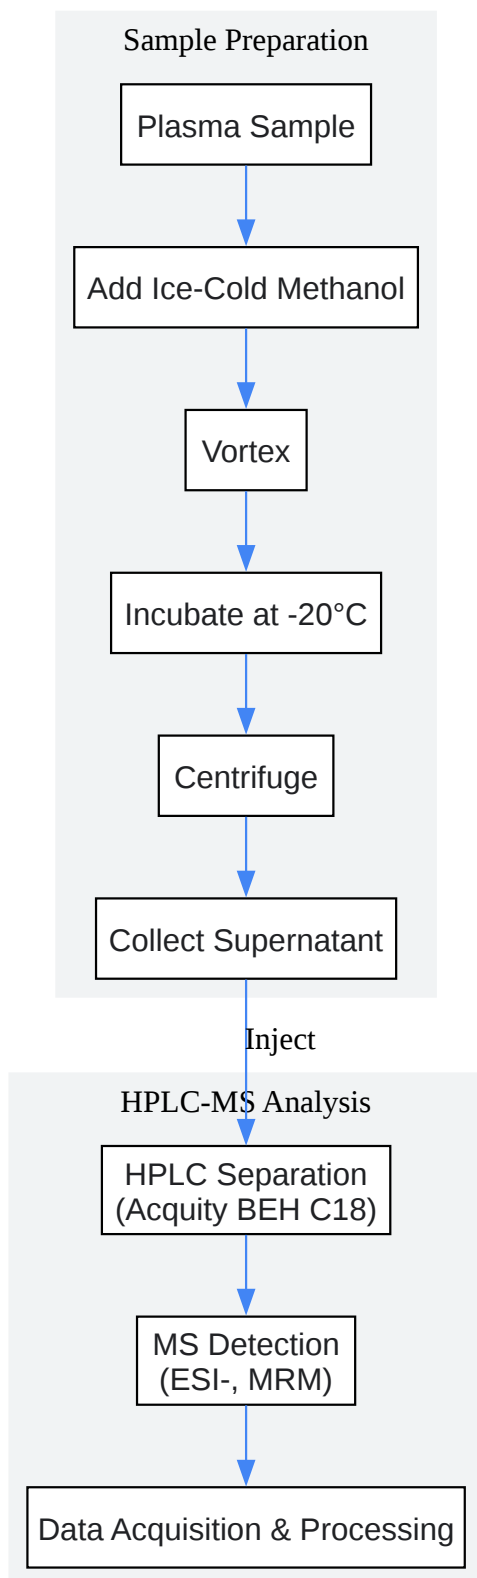 Sample Preparation
Plasma Sample
Add Ice-Cold Methanol
Vortex
Incubate at -20°C
Centrifuge
Collect Supernatant
Inject
HPLC-MS Analysis
HPLC Separation
(Acquity BEH C18)
MS Detection
(ESI-, MRM)
Data Acquisition & Processing